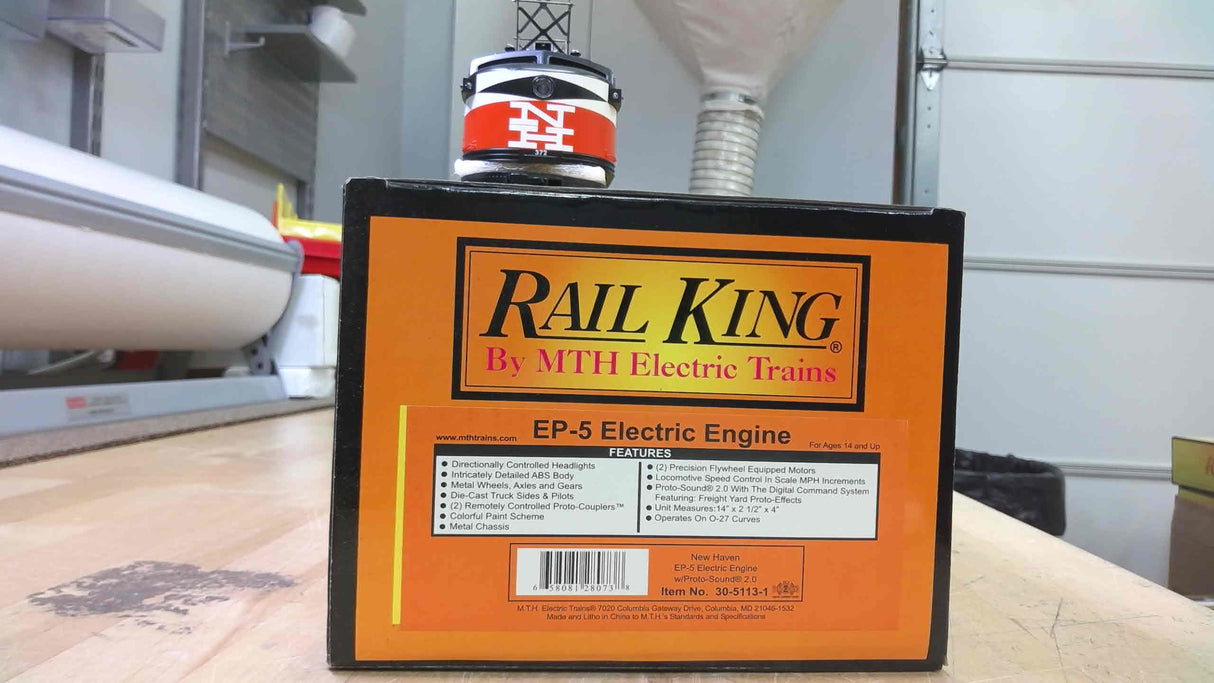 NH
372
RAIL KING®
By MTH Electric Trains
www.mthtrains.com
EP-5 Electric Engine
For Ages 14 and Up
FEATURES
● Directionally Controlled Headlights
● Intricately Detailed ABS Body
● Metal Wheels, Axles and Gears
● Die-Cast Truck Sides & Pilots
● (2) Remotely Controlled Proto-Couplers™
● Colorful Paint Scheme
● Metal Chassis
● (2) Precision Flywheel Equipped Motors
● Locomotive Speed Control In Scale MPH Increments
● Proto-Sound® 2.0 With The Digital Command System
Featuring: Freight Yard Proto-Effects
● Unit Measures:14" x 2 1/2" x 4"
● Operates On O-27 Curves
6 58081 28073 8
New Haven
EP-5 Electric Engine
w/Proto-Sound® 2.0
Item No. 30-5113-1
M.T.H. Electric Trains® 7020 Columbia Gateway Drive, Columbia, MD 21046-1532
Made and Litho in China to M.T.H.'s Standards and Specifications